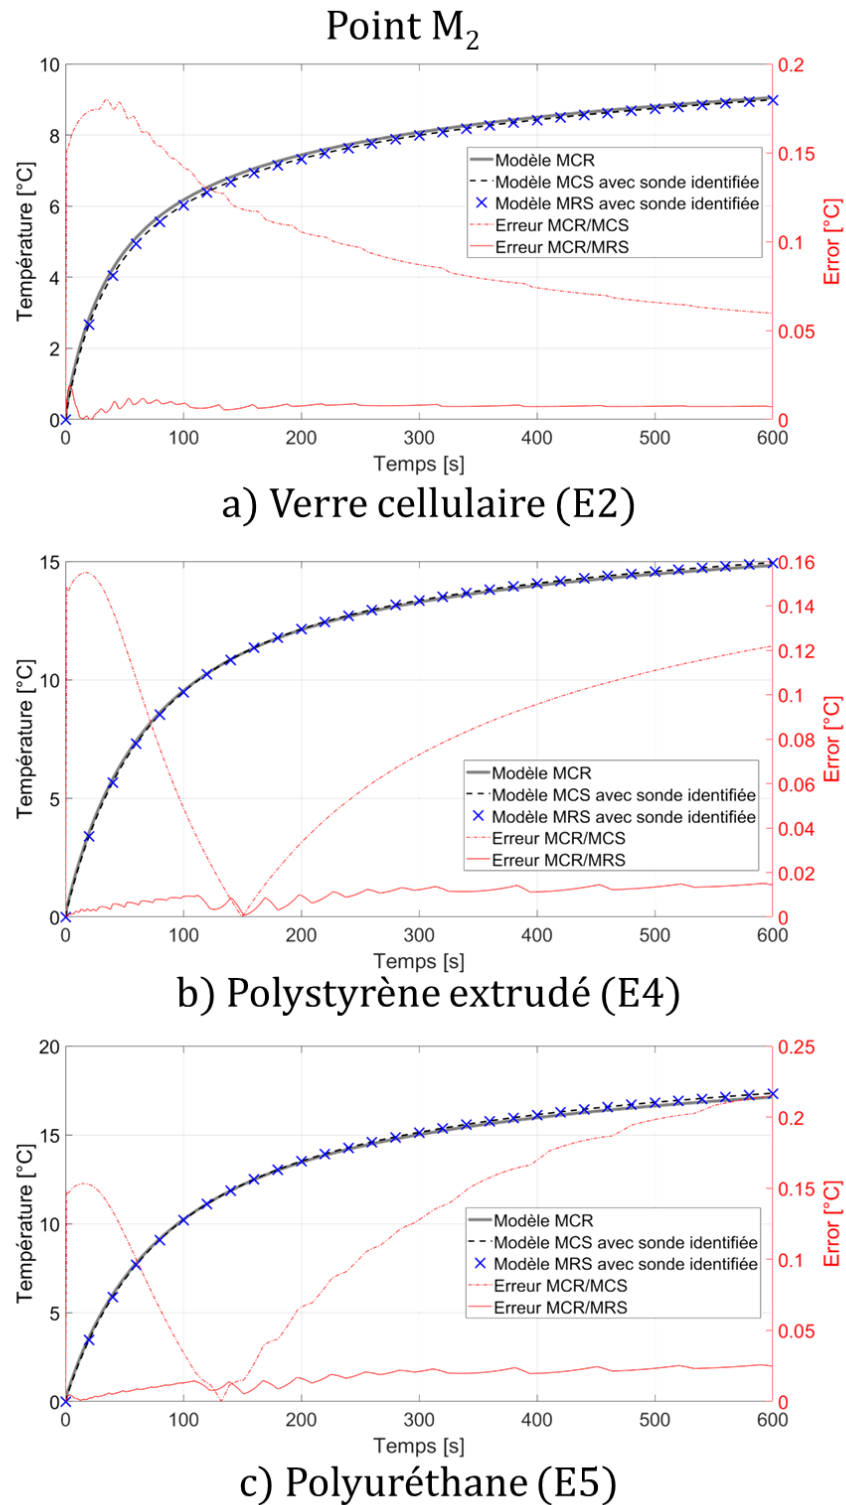 Point M2
10
8
6
4
2
0
Température [°C]
0.2
0.15
0.1
0.05
0
Error [°C]
Modèle MCR
Modèle MCS avec sonde identifiée
Modèle MRS avec sonde identifiée
Erreur MCR/MCS
Erreur MCR/MRS
0 100 200 300 400 500 600
Temps [s]
a) Verre cellulaire (E2)
15
10
5
0
Température [°C]
0.16
0.14
0.12
0.1
0.08
0.06
0.04
0.02
0
Error [°C]
Modèle MCR
Modèle MCS avec sonde identifiée
Modèle MRS avec sonde identifiée
Erreur MCR/MCS
Erreur MCR/MRS
0 100 200 300 400 500 600
Temps [s]
b) Polystyrène extrudé (E4)
20
15
10
5
0
Température [°C]
0.25
0.2
0.15
0.1
0.05
0
Error [°C]
Modèle MCR
Modèle MCS avec sonde identifiée
Modèle MRS avec sonde identifiée
Erreur MCR/MCS
Erreur MCR/MRS
0 100 200 300 400 500 600
Temps [s]
c) Polyuréthane (E5)